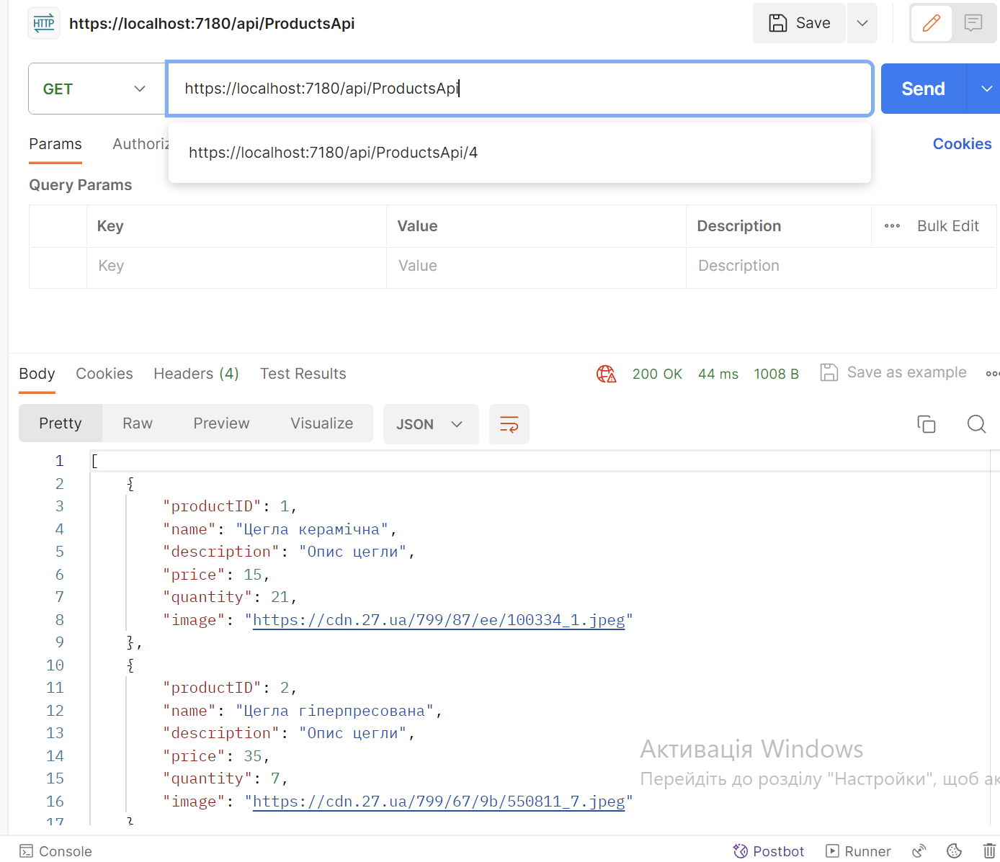 HTTP https://localhost:7180/api/ProductsApi Save
GET https://localhost:7180/api/ProductsApi Send
https://localhost:7180/api/ProductsApi/4
Params Authoriz Cookies
Query Params
Key Value Description Bulk Edit
Key Value Description
Body Cookies Headers (4) Test Results 200 OK 44 ms 1008 B Save as example
Pretty Raw Preview Visualize JSON
1 [
2 {
3 "productID": 1,
4 "name": "Цегла керамічна",
5 "description": "Опис цегли",
6 "price": 15,
7 "quantity": 21,
8 "image": "https://cdn.27.ua/799/87/ee/100334_1.jpeg"
9 },
10 {
11 "productID": 2,
12 "name": "Цегла гіперпресована",
13 "description": "Опис цегли",
14 "price": 35,
15 "quantity": 7,
16 "image": "https://cdn.27.ua/799/67/9b/550811_7.jpeg"
17 }
Активація Windows
Перейдіть до розділу "Настройки", щоб ак
Console Postbot Runner